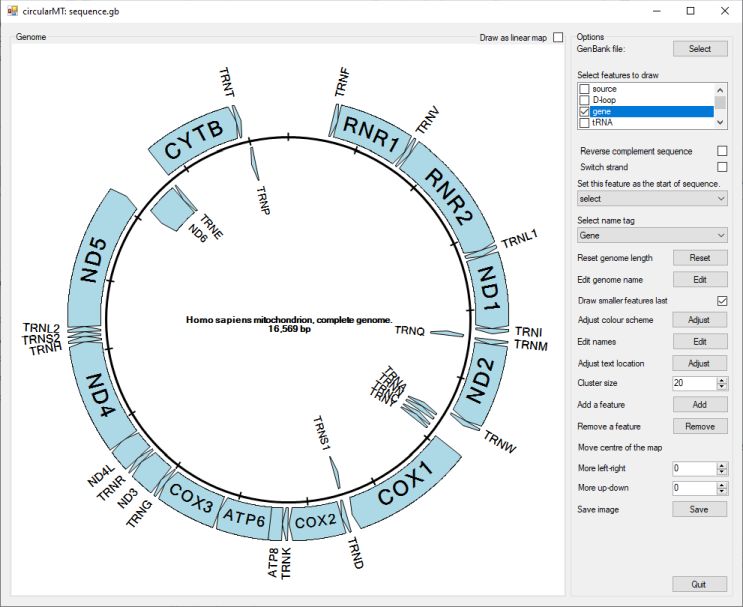 circularMT: sequence.gb
Genome
Draw as linear map
TRNT
TRNF
CYTB
RNR1
TRNV
RNR2
TRNP
TRNE
ND6
TRNL1
ND5
ND1
Homo sapiens mitochondrion, complete genome.
16,569 bp
TRNL2
TRNS2
TRNH
TRNQ
TRNI
TRNM
ND2
ND4
TRNA
TRNN
TRNC
TRNY
TRNW
TRNS1
COX1
ND4L
TRNR
ND3
TRNG
COX3
ATP6
COX2
ATP8
TRNK
TRND
Options
GenBank file:
Select
Select features to draw
source
D-loop
gene
tRNA
Reverse complement sequence
Switch strand
Set this feature as the start of sequence.
select
Select name tag
Gene
Reset genome length
Reset
Edit genome name
Edit
Draw smaller features last
Adjust colour scheme
Adjust
Edit names
Edit
Adjust text location
Adjust
Cluster size
20
Add a feature
Add
Remove a feature
Remove
Move centre of the map
More left-right
0
More up-down
0
Save image
Save
Quit